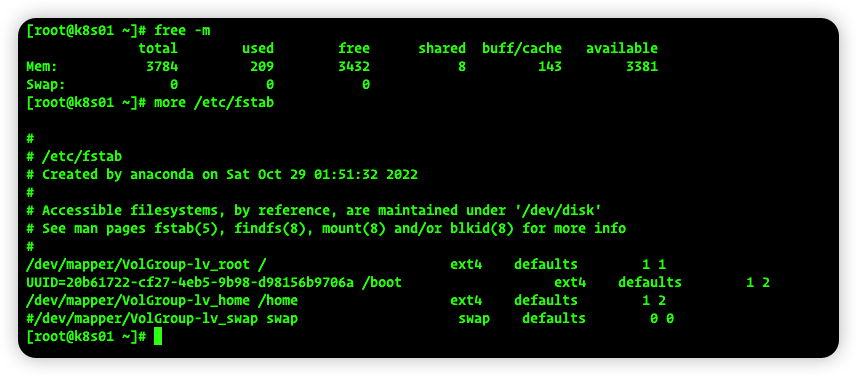 [root@k8s01 ~]# free -m
              total        used        free      shared  buff/cache   available
Mem:           3784         209        3432           8         143        3381
Swap:             0           0           0
[root@k8s01 ~]# more /etc/fstab
#
# /etc/fstab
# Created by anaconda on Sat Oct 29 01:51:32 2022
#
# Accessible filesystems, by reference, are maintained under '/dev/disk'
# See man pages fstab(5), findfs(8), mount(8) and/or blkid(8) for more info
#
/dev/mapper/VolGroup-lv_root /                       ext4    defaults        1 1
UUID=20b61722-cf27-4eb5-9b98-d98156b9706a /boot                   ext4    defaults        1 2
/dev/mapper/VolGroup-lv_home /home                   ext4    defaults        1 2
#/dev/mapper/VolGroup-lv_swap swap                    swap    defaults        0 0
[root@k8s01 ~]#